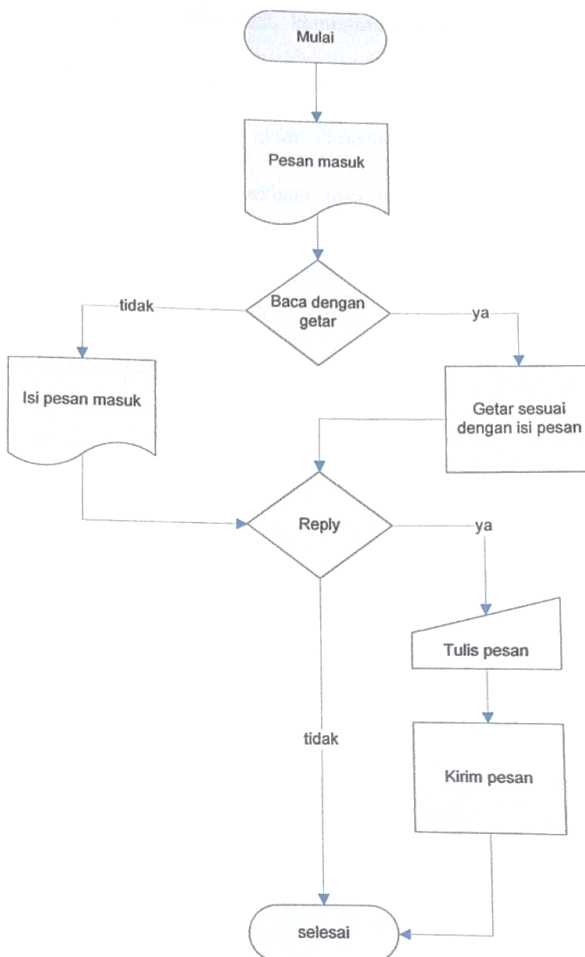 Mulai
Pesan masuk
Baca dengan
getar
tidak
ya
Isi pesan masuk
Getar sesuai
dengan isi pesan
Reply
ya
Tulis pesan
tidak
Kirim pesan
selesai